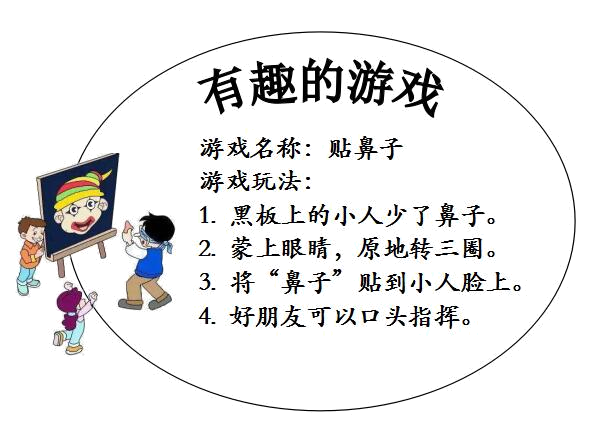 有趣的游戏
游戏名称：贴鼻子
游戏玩法：
1. 黑板上的小人少了鼻子。
2. 蒙上眼睛，原地转三圈。
3. 将“鼻子”贴到小人脸上。
4. 好朋友可以口头指挥。